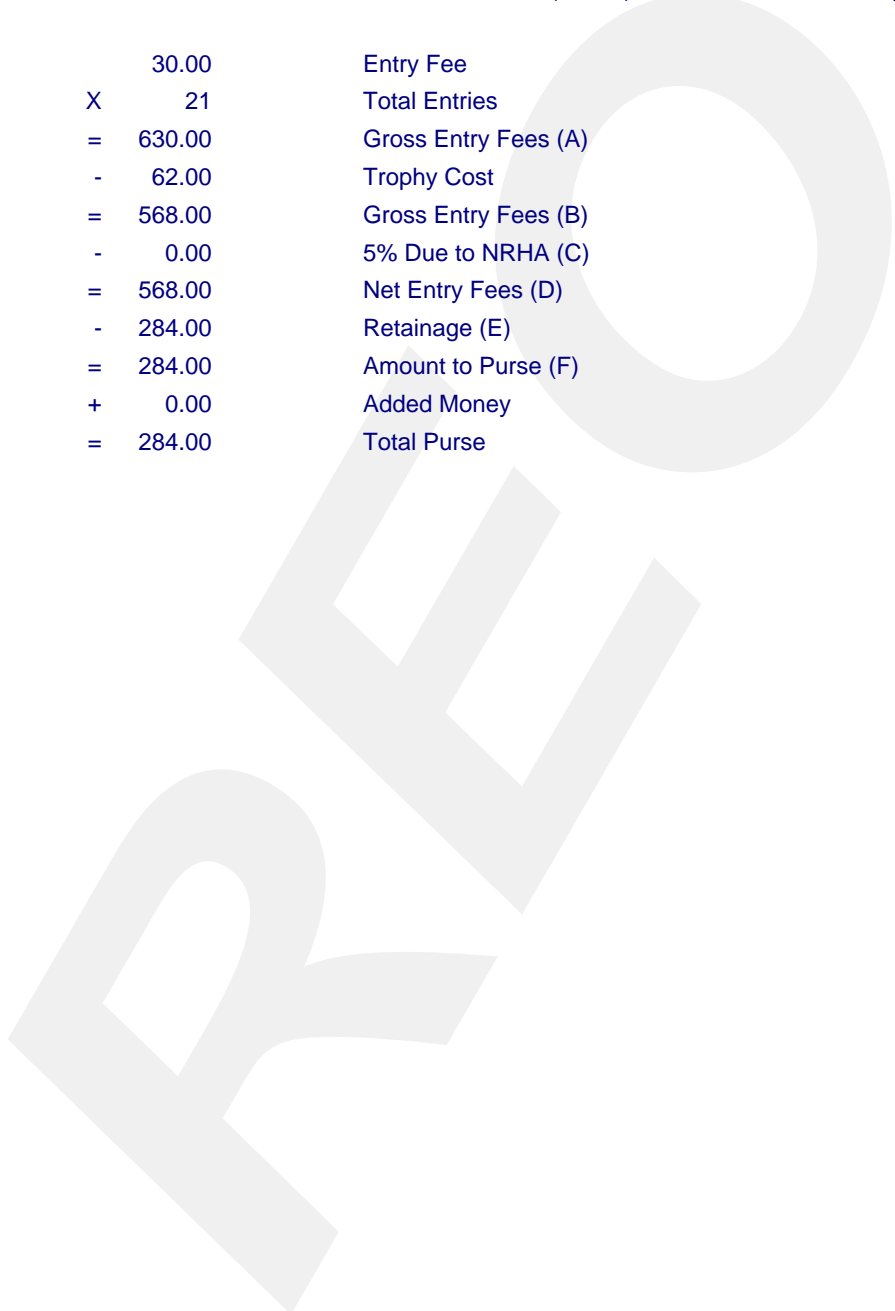 30.00 Entry Fee
X 21 Total Entries
= 630.00 Gross Entry Fees (A)
- 62.00 Trophy Cost
= 568.00 Gross Entry Fees (B)
- 0.00 5% Due to NRHA (C)
= 568.00 Net Entry Fees (D)
- 284.00 Retainage (E)
= 284.00 Amount to Purse (F)
+ 0.00 Added Money
= 284.00 Total Purse
REO